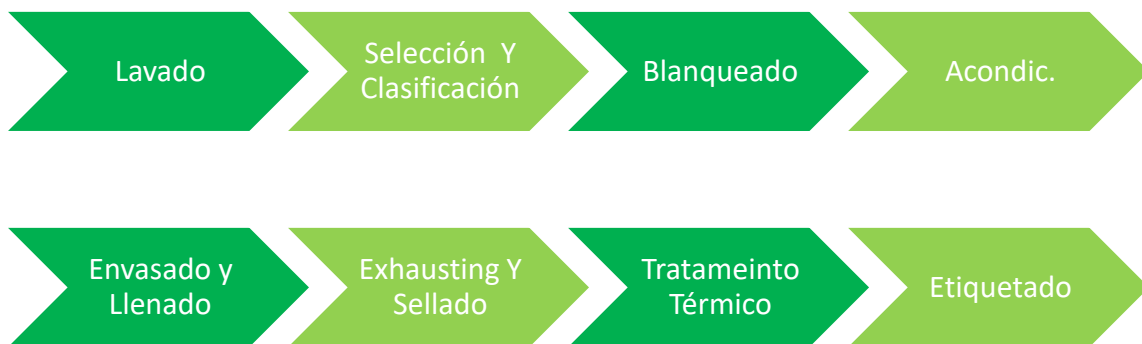 Lavado
Selección Y
Clasificación
Blanqueado
Acondic.
Envasado y
Llenado
Exhausting Y
Sellado
Tratameinto
Térmico
Etiquetado